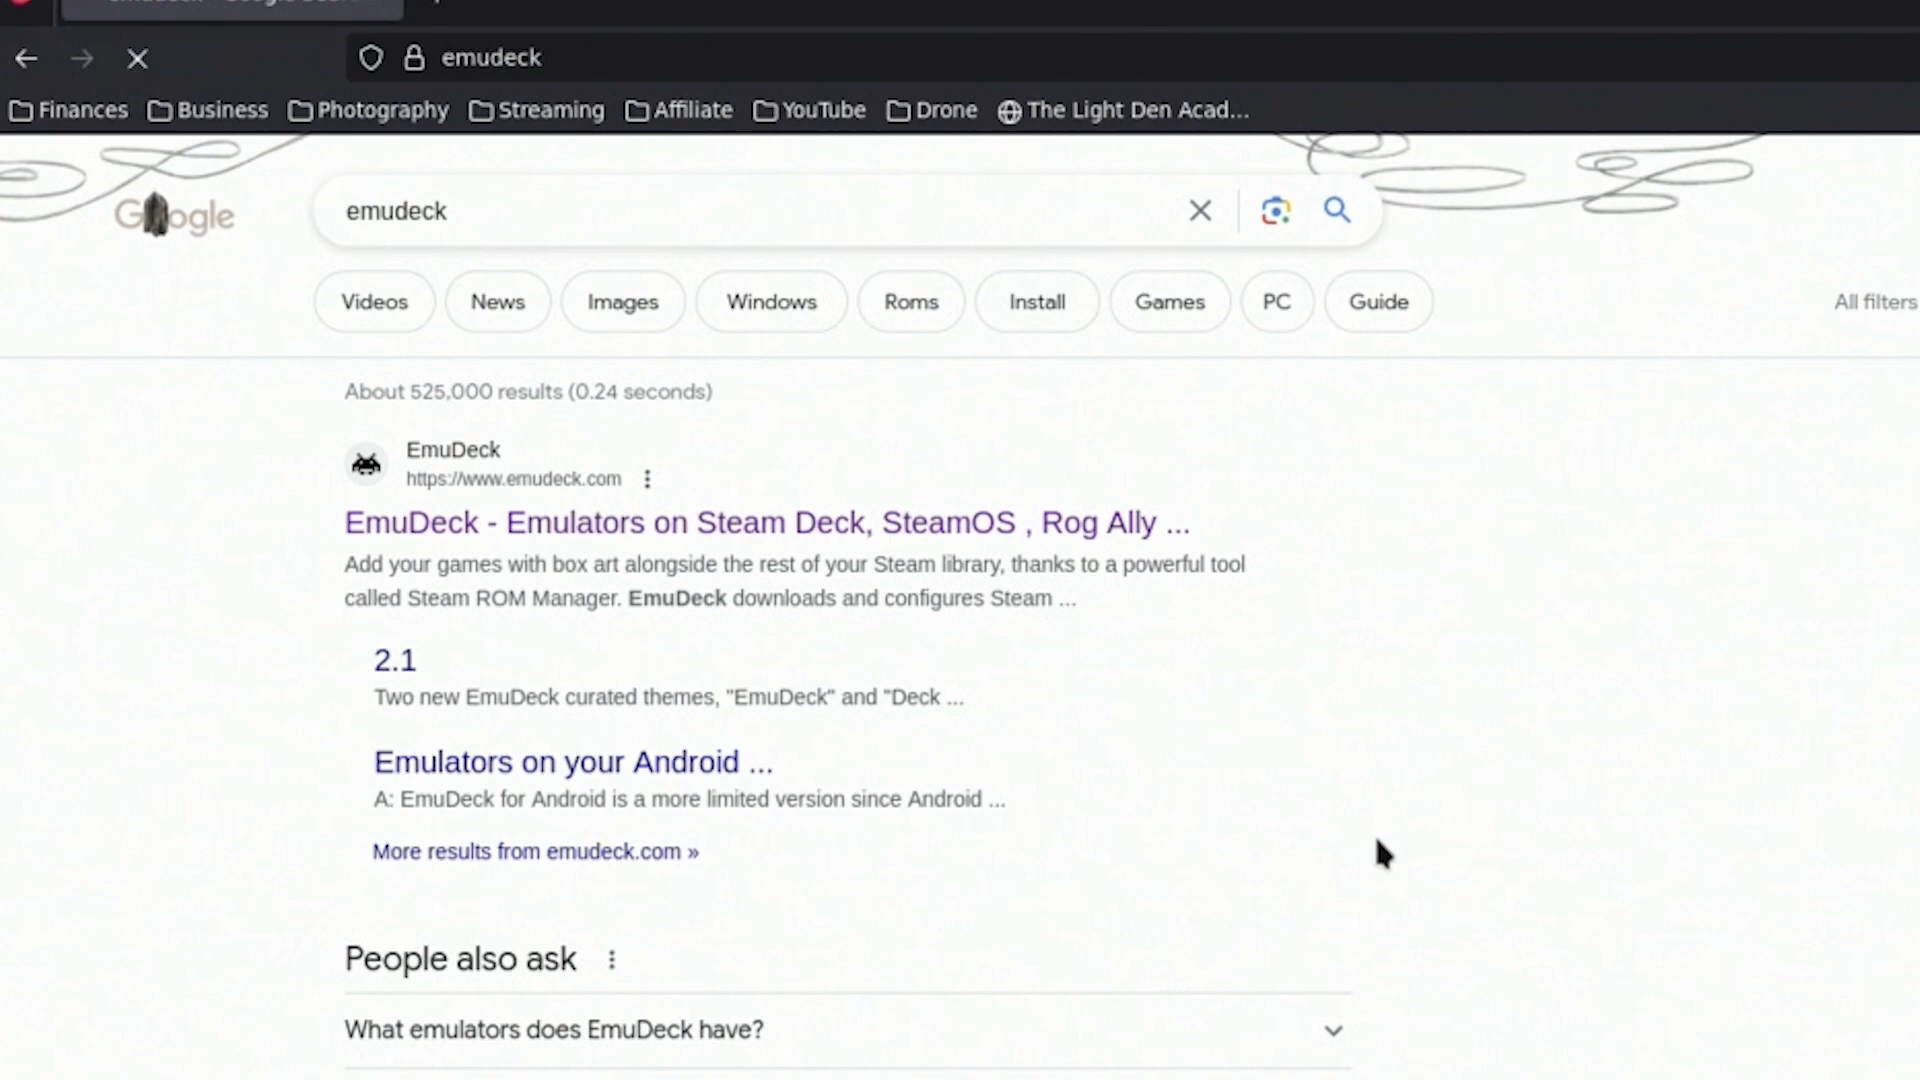 emudeck
Finances Business Photography Streaming Affiliate YouTube Drone The Light Den Acad...
Google
emudeck
Videos News Images Windows Roms Install Games PC Guide All filters
About 525,000 results (0.24 seconds)
EmuDeck
https://www.emudeck.com
EmuDeck - Emulators on Steam Deck, SteamOS , Rog Ally ...
Add your games with box art alongside the rest of your Steam library, thanks to a powerful tool
called Steam ROM Manager. EmuDeck downloads and configures Steam ...
2.1
Two new EmuDeck curated themes, "EmuDeck" and "Deck ...
Emulators on your Android ...
A: EmuDeck for Android is a more limited version since Android ...
More results from emudeck.com »
People also ask
What emulators does EmuDeck have?